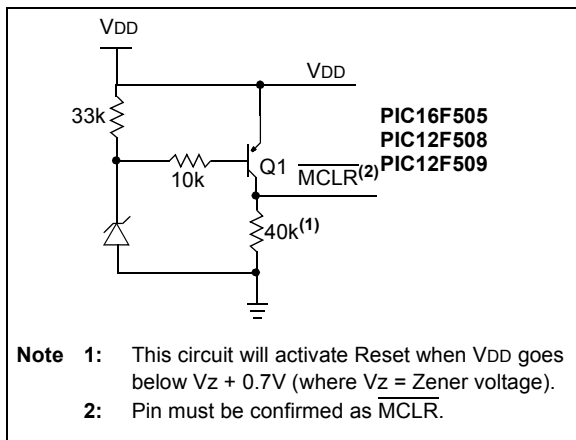 VDD
VDD
33k
PIC16F505
PIC12F508
Q1
MCLR(2) PIC12F509
10k
40k(1)
Note 1: This circuit will activate Reset when VDD goes
below Vz + 0.7V (where Vz = Zener voltage).
2: Pin must be confirmed as MCLR.